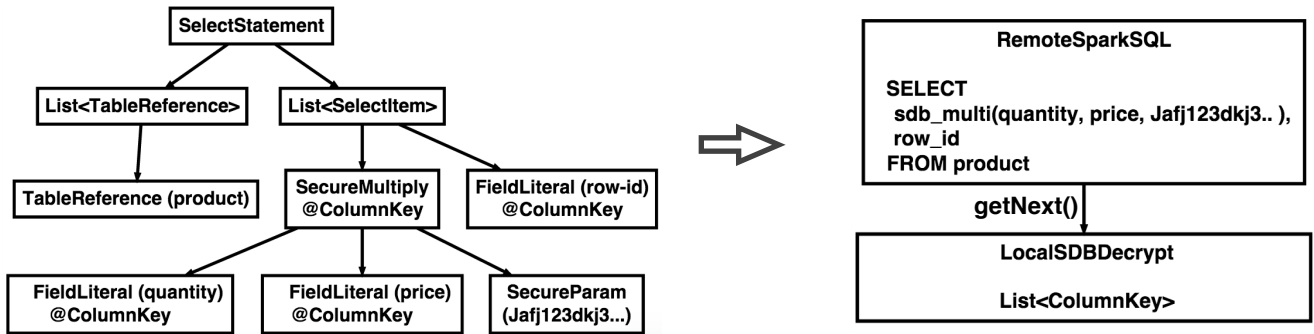 SelectStatement
List<TableReference>
List<SelectItem>
TableReference (product)
SecureMultiply
@ColumnKey
FieldLiteral (row-id)
@ColumnKey
FieldLiteral (quantity)
@ColumnKey
FieldLiteral (price)
@ColumnKey
SecureParam
(Jafj123dkj3...)
RemoteSparkSQL
SELECT
sdb_multi(quantity, price, Jafj123dkj3.. ),
row_id
FROM product
getNext()
LocalSDBDecrypt
List<ColumnKey>